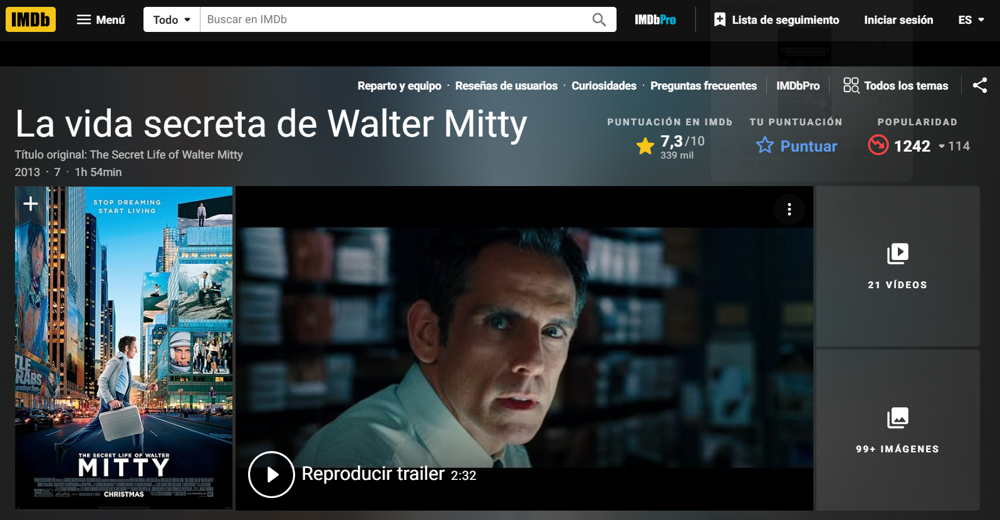 IMDb
Menú
Todo
Buscar en IMDb
IMDbPro
Lista de seguimiento
Iniciar sesión
ES
Reparto y equipo · Reseñas de usuarios · Curiosidades · Preguntas frecuentes
IMDbPro
Todos los temas
La vida secreta de Walter Mitty
Título original: The Secret Life of Walter Mitty
2013 · 7 · 1h 54min
PUNTUACIÓN EN IMDb
7,3/10
339 mil
TU PUNTUACIÓN
Puntuar
POPULARIDAD
1242
114
STOP DREAMING
START LIVING
THE SECRET LIFE OF WALTER
MITTY
CHRISTMAS
Reproducir trailer 2:32
21 VÍDEOS
99+ IMÁGENES